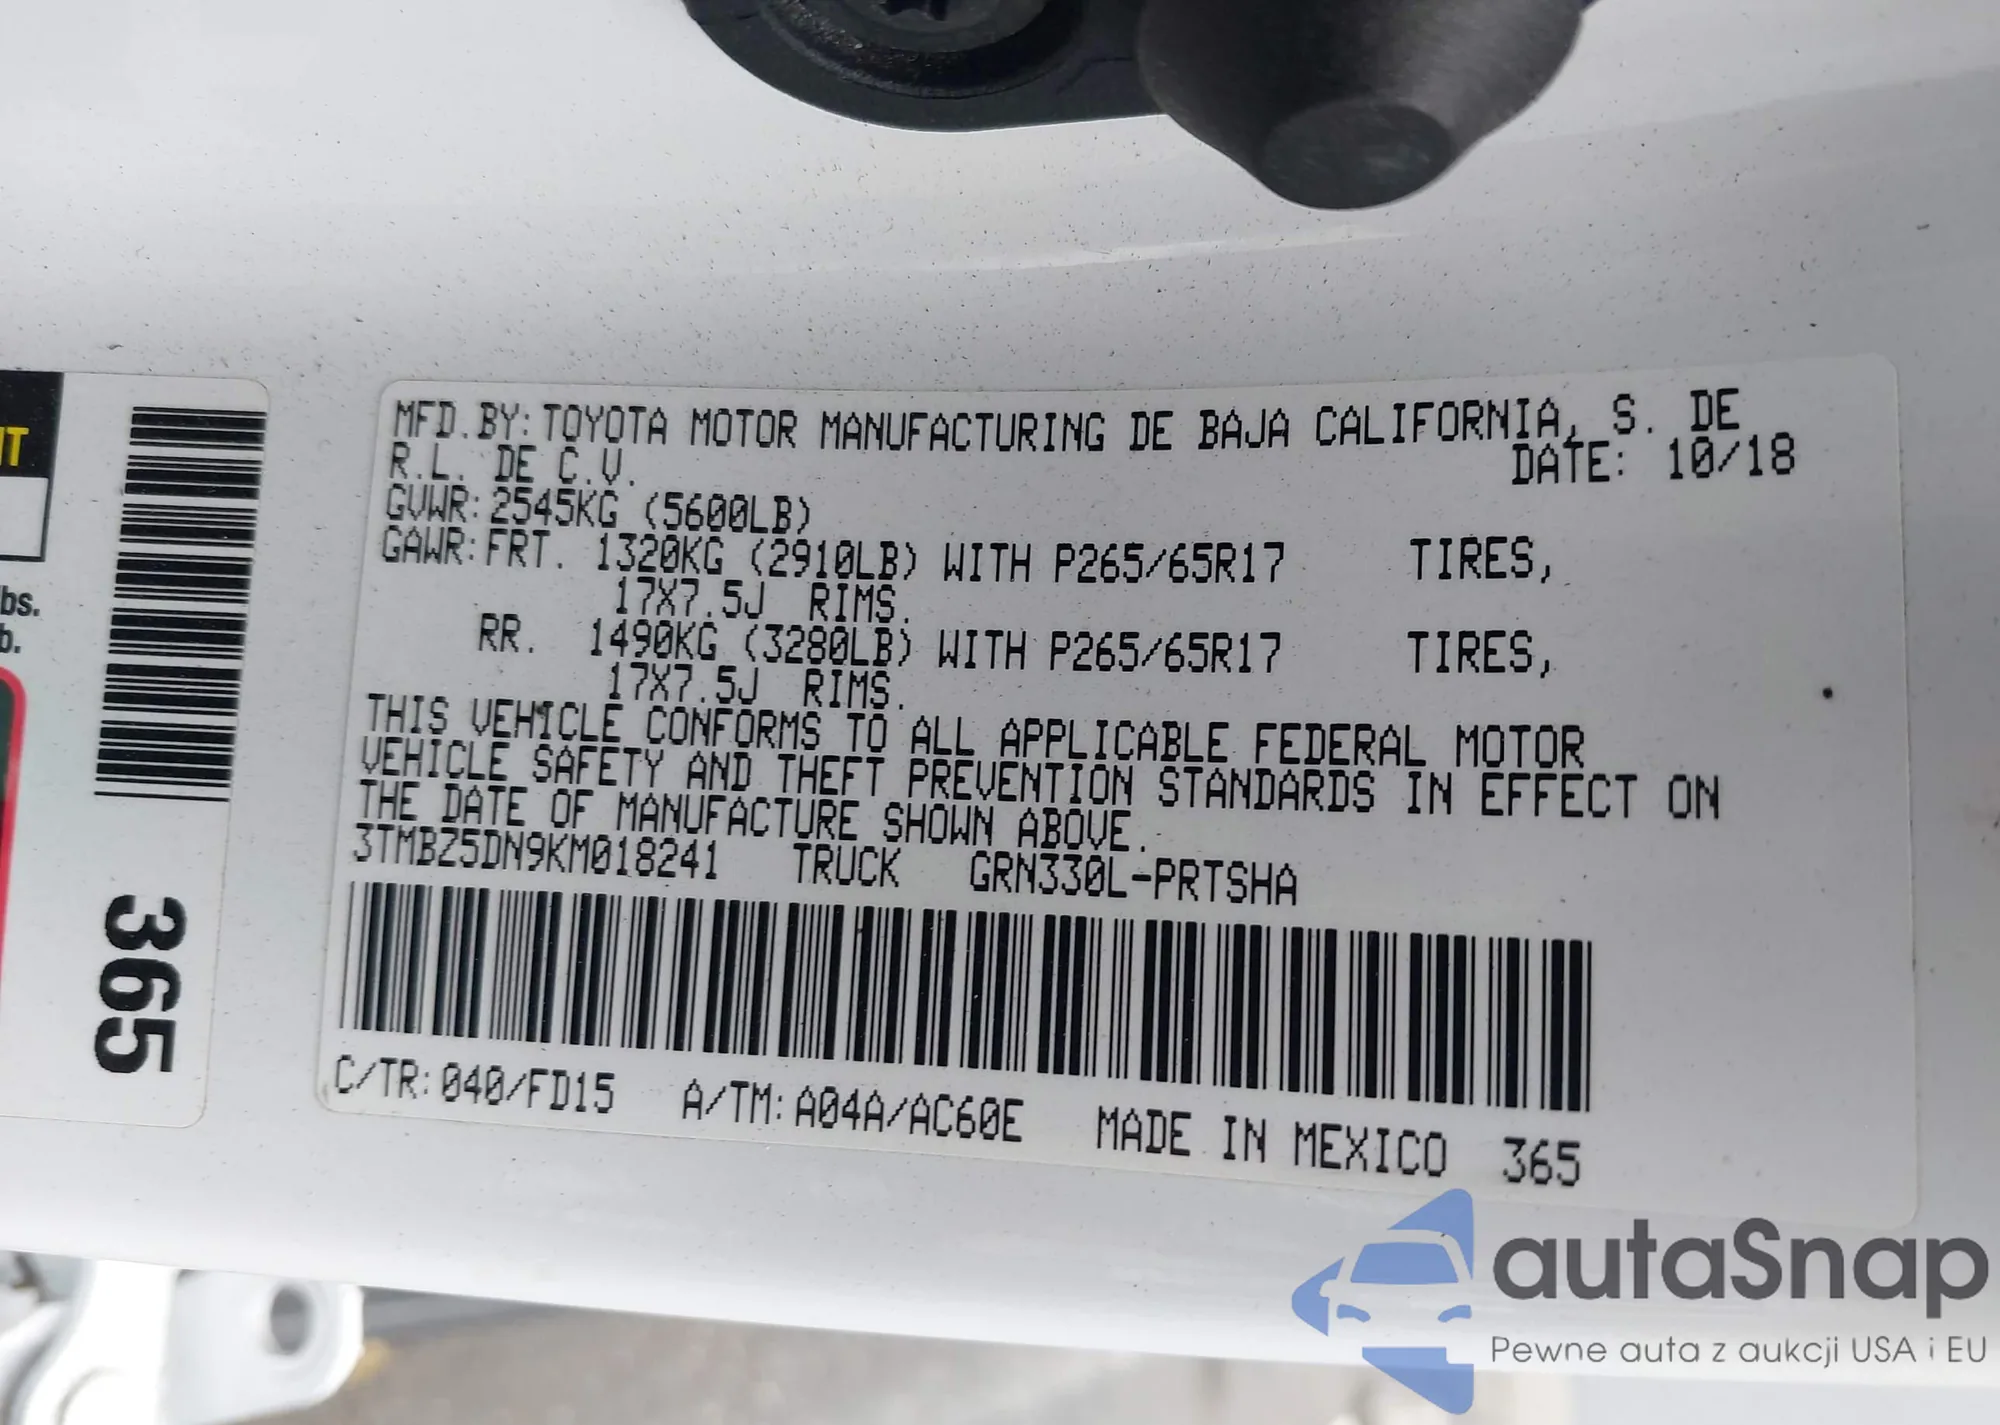 MFD.BY:TOYOTA MOTOR MANUFACTURING DE BAJA CALIFORNIA, S. DE
R.L. DE C.V.
DATE: 10/18
GVWR:2545KG (5600LB)
GAWR:FRT. 1320KG (2910LB) WITH P265/65R17 TIRES,
17X7.5J RIMS.
RR. 1490KG (3280LB) WITH P265/65R17 TIRES,
17X7.5J RIMS.
THIS VEHICLE CONFORMS TO ALL APPLICABLE FEDERAL MOTOR
VEHICLE SAFETY AND THEFT PREVENTION STANDARDS IN EFFECT ON
THE DATE OF MANUFACTURE SHOWN ABOVE.
3TMBZ5DN9KM018241 TRUCK GRN330L-PRTSHA
C/TR:040/FD15 A/TM:A04A/AC60E MADE IN MEXICO 365
365
bs.
b.
autaSnap
Pewne auta z aukcji USA i EU